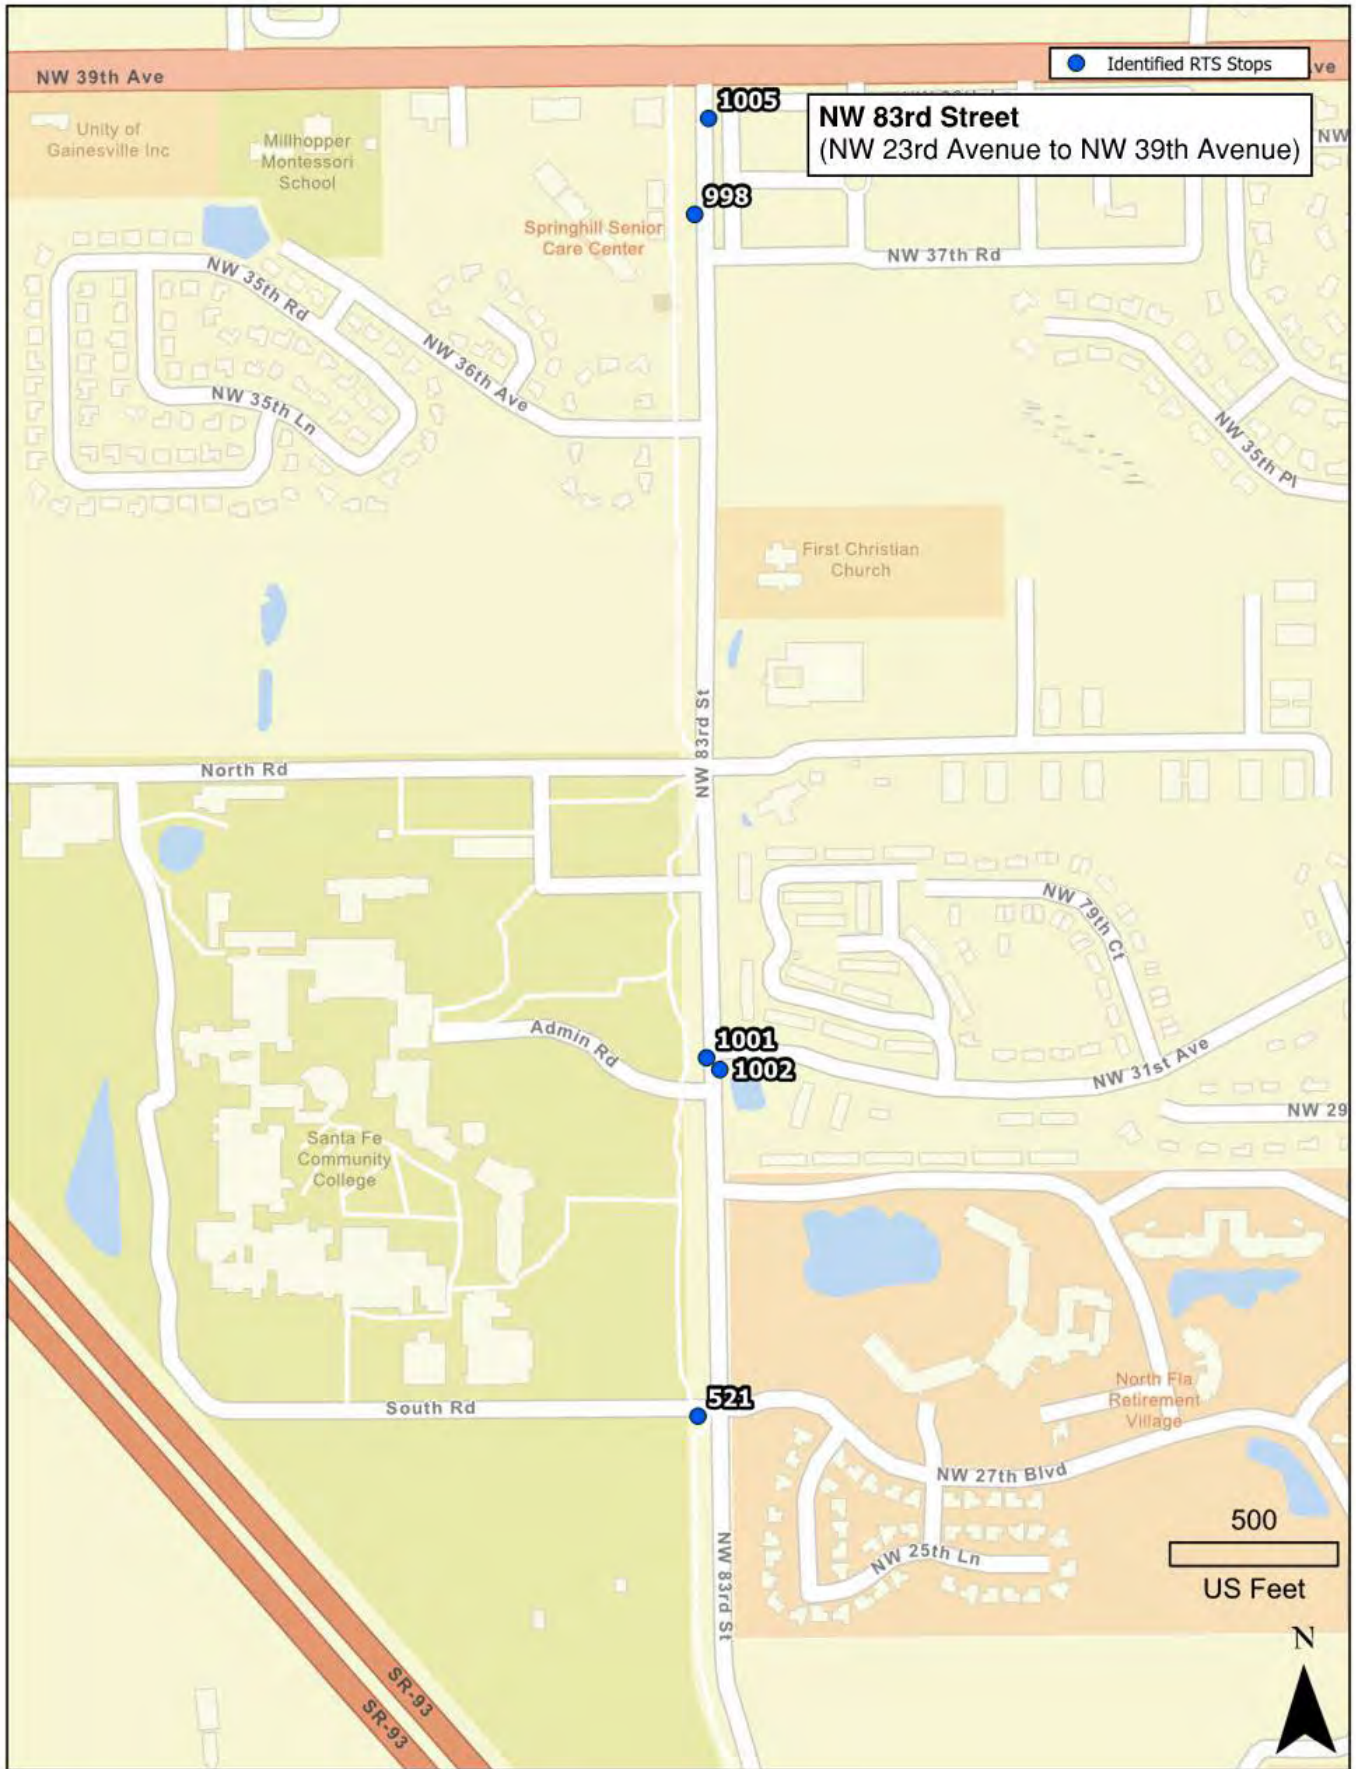 NW 39th Ave
Identified RTS Stops
ve
1005
NW 83rd Street
(NW 23rd Avenue to NW 39th Avenue)
NW
Unity of
Gainesville Inc
Millhopper
Montessori
School
998
Springhill Senior
Care Center
NW 37th Rd
NW 35th Rd
NW 36th Ave
NW 35th Ln
NW 35th Pl
First Christian
Church
NW 83rd St
North Rd
NW 79th Ct
Admin Rd
1001
1002
NW 31st Ave
NW 29
Santa Fe
Community
College
North Fla
Retirement
Village
521
South Rd
NW 27th Blvd
500
US Feet
NW 25th Ln
NW 83rd St
N
SR-93
SR-93